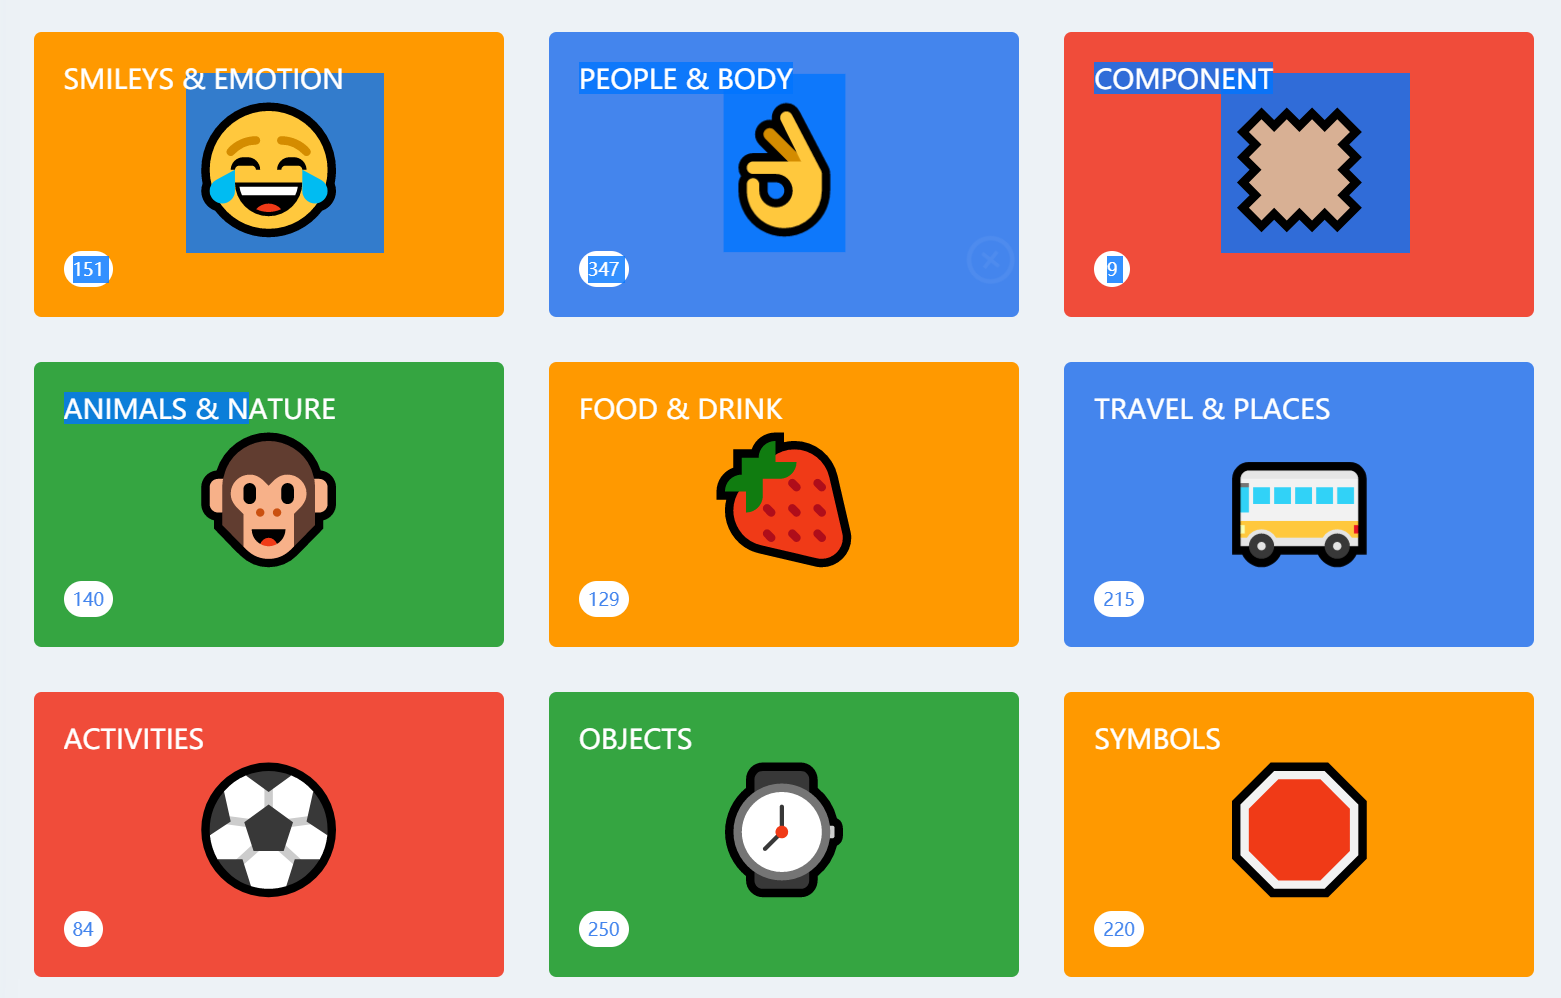 SMILEYS & EMOTION
151
PEOPLE & BODY
347
COMPONENT
9
ANIMALS & NATURE
140
FOOD & DRINK
129
TRAVEL & PLACES
215
ACTIVITIES
84
OBJECTS
250
SYMBOLS
220